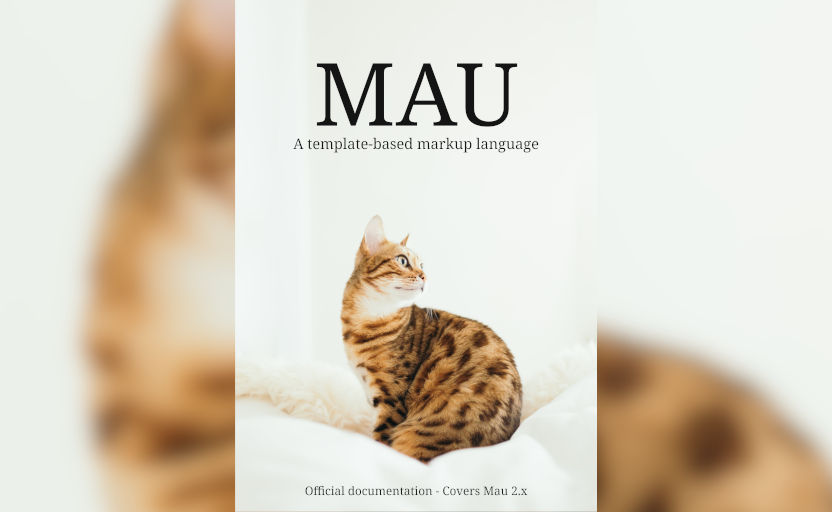 MAU
A template-based markup language
Official documentation - Covers Mau 2.x